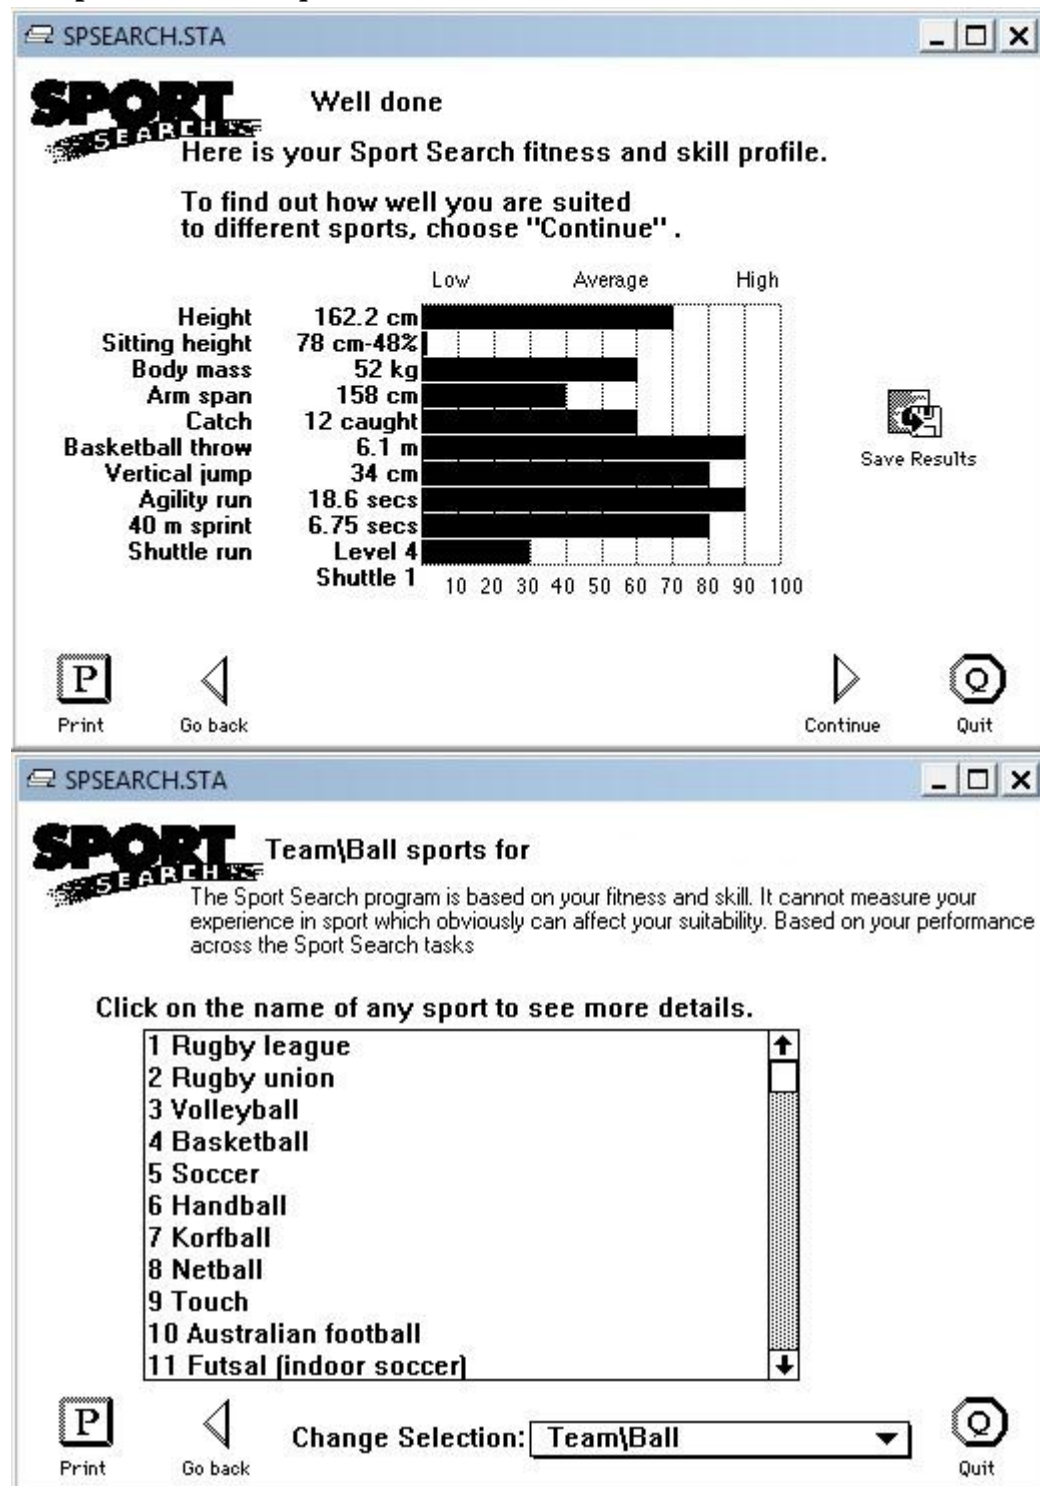 SPSEARCH.STA
SPORT
SEARCH
Well done
Here is your Sport Search fitness and skill profile.
To find out how well you are suited
to different sports, choose "Continue" .
Low Average High
Height 162.2 cm
Sitting height 78 cm-48%
Body mass 52 kg
Arm span 158 cm
Catch 12 caught
Basketball throw 6.1 m
Vertical jump 34 cm
Agility run 18.6 secs
40 m sprint 6.75 secs
Shuttle run Level 4
Shuttle 1
10 20 30 40 50 60 70 80 90 100
Save Results
P
Print
Go back
Continue
Q
Quit
SPSEARCH.STA
SPORT
SEARCH
Team\Ball sports for
The Sport Search program is based on your fitness and skill. It cannot measure your
experience in sport which obviously can affect your suitability. Based on your performance
across the Sport Search tasks
Click on the name of any sport to see more details.
1 Rugby league
2 Rugby union
3 Volleyball
4 Basketball
5 Soccer
6 Handball
7 Korfball
8 Netball
9 Touch
10 Australian football
11 Futsal (indoor soccer)
P
Print
Go back
Change Selection: Team\Ball
Q
Quit